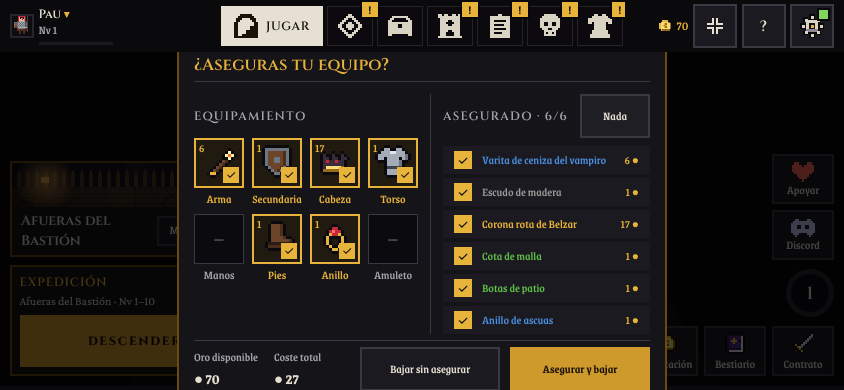 Pau ▾
Nv 1
JUGAR
!
!
!
!
!
70
?
¿Aseguras tu equipo?
EQUIPAMIENTO
6
1
17
1
Arma
Secundaria
Cabeza
Torso
–
1
1
–
Manos
Pies
Anillo
Amuleto
ASEGURADO · 6/6
Nada
Varita de ceniza del vampiro 6
Escudo de madera 1
Corona rota de Belzar 17
Cota de malla 1
Botas de patio 1
Anillo de ascuas 1
Oro disponible
70
Coste total
27
Bajar sin asegurar
Asegurar y bajar
Afueras del
Bastión
M
EXPEDICIÓN
Afueras del Bastión · Nv 1–10
DESCENDER
Apoyar
Discord
1
Bestiario
Contrato